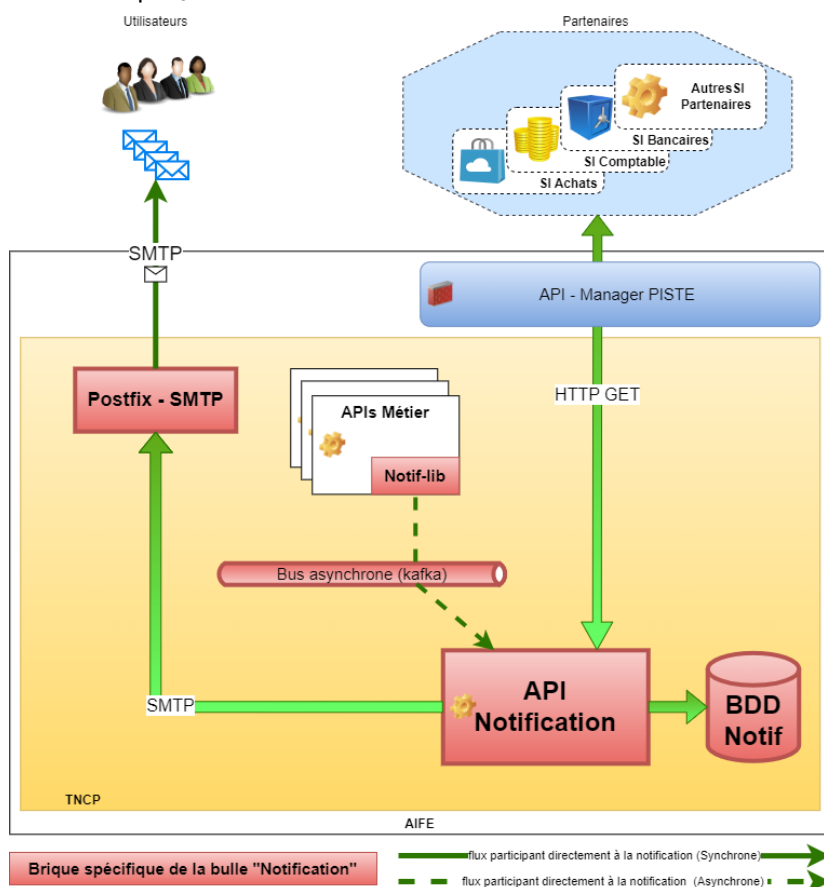 Utilisateurs
Partenaires
Autres SI
Partenaires
SI Bancaires
SI Comptable
SI Achats
SMTP
API - Manager PISTE
Postfix - SMTP
APIs Métier
HTTP GET
Notif-lib
Bus asynchrone (kafka)
SMTP
API
Notification
BDD
Notif
TNCP
AIFE
Brique spécifique de la bulle "Notification"
flux participant directement à la notification (Synchrone)
flux participant directement à la notification (Asynchrone)